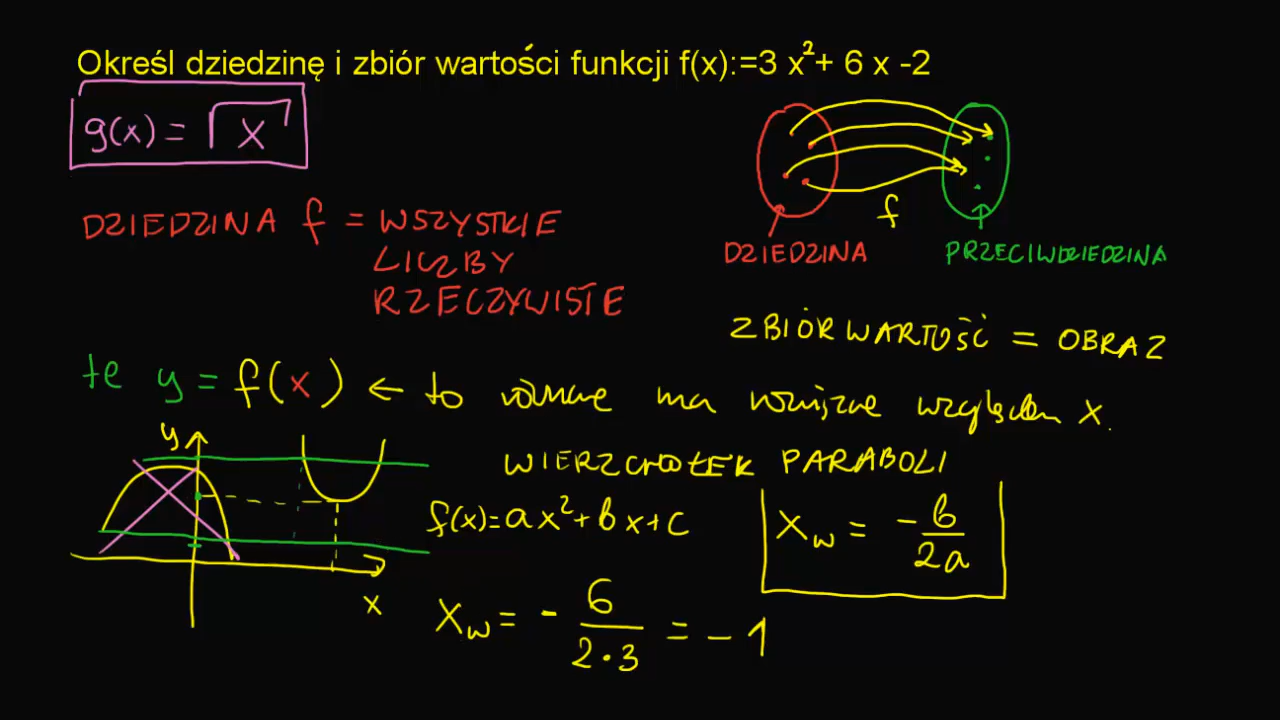 Określ dziedzinę i zbiór wartości funkcji f(x):=3 x²+ 6 x -2
g(x) = √x
DZIEDZINA f = WSZYSTKIE
LICZBY
RZECZYWISTE
f
DZIEDZINA
PRZECIWDZIEDZINA
ZBIÓR WARTOŚĆ = OBRAZ
te y = f(x) ← to równanie ma rozwiązanie względem x.
y
x
WIERZCHOŁEK PARABOLI
f(x)=ax²+bx+c
x_w = -b/2a
x_w = - 6/2·3 = -1